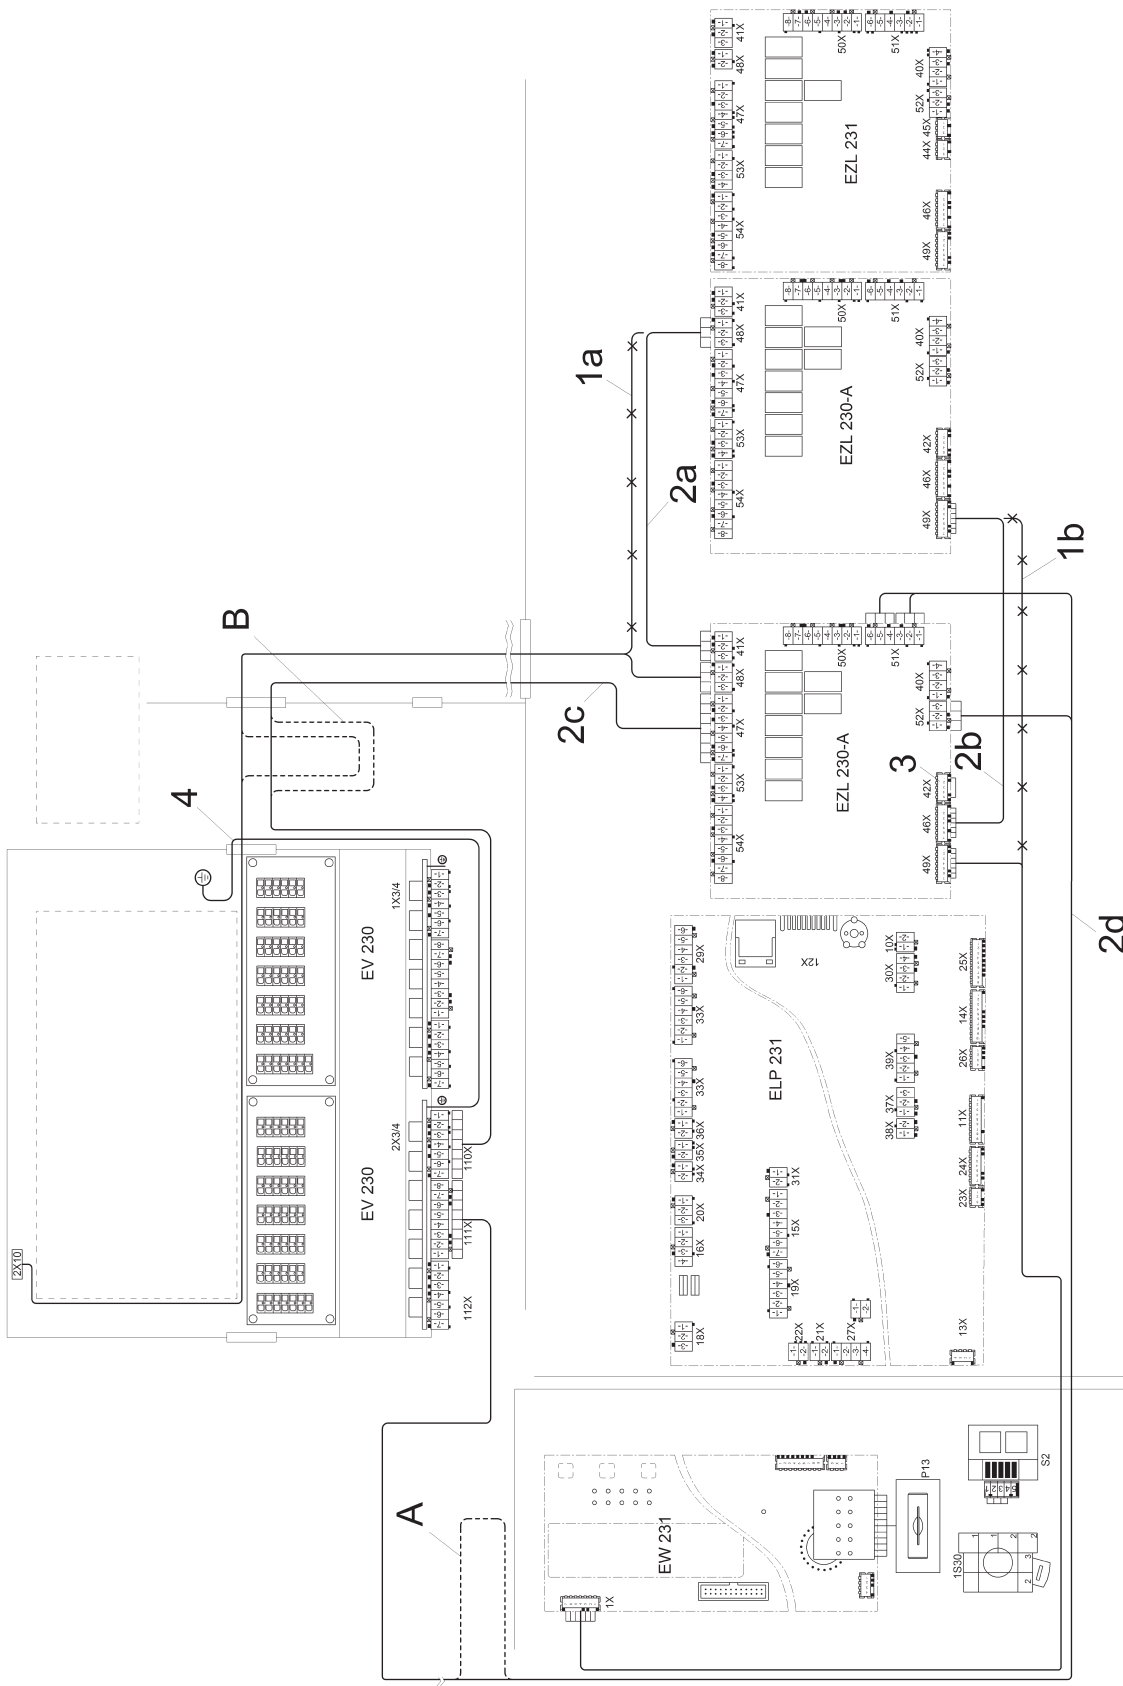 41X
48X
47X
53X
54X
50X
51X
40X
52X
45X
44X
46X
49X
EZL 231
41X
48X
47X
53X
54X
50X
51X
40X
52X
42X
46X
49X
EZL 230-A
1a
2a
1b
B
2c
4
41X
48X
47X
53X
54X
50X
51X
40X
52X
42X
46X
49X
EZL 230-A
3
2b
2d
1X3/4
EV 230
2X3/4
EV 230
110X
111X
112X
2X10
29X
33X
33X
36X
35X
34X
20X
16X
18X
12X
ELP 231
10X
30X
39X
37X
38X
31X
15X
19X
22X
21X
27X
25X
14X
26X
11X
24X
23X
13X
A
EW 231
1X
P13
S2
1S30